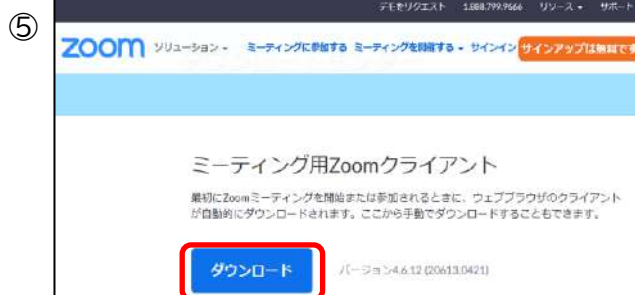 デモをリクエスト 1.888.799.9666 リソース サポート
⑤
zoom ソリューション ミーティングに参加する ミーティングを開催する サインイン サインアップは無料です
ミーティング用Zoomクライアント
最初にZoomミーティングを開始または参加されるときに、ウェブブラウザのクライアント
が自動的にダウンロードされます。ここから手動でダウンロードすることもできます。
ダウンロード バージョン4.6.12 (20613.0421)